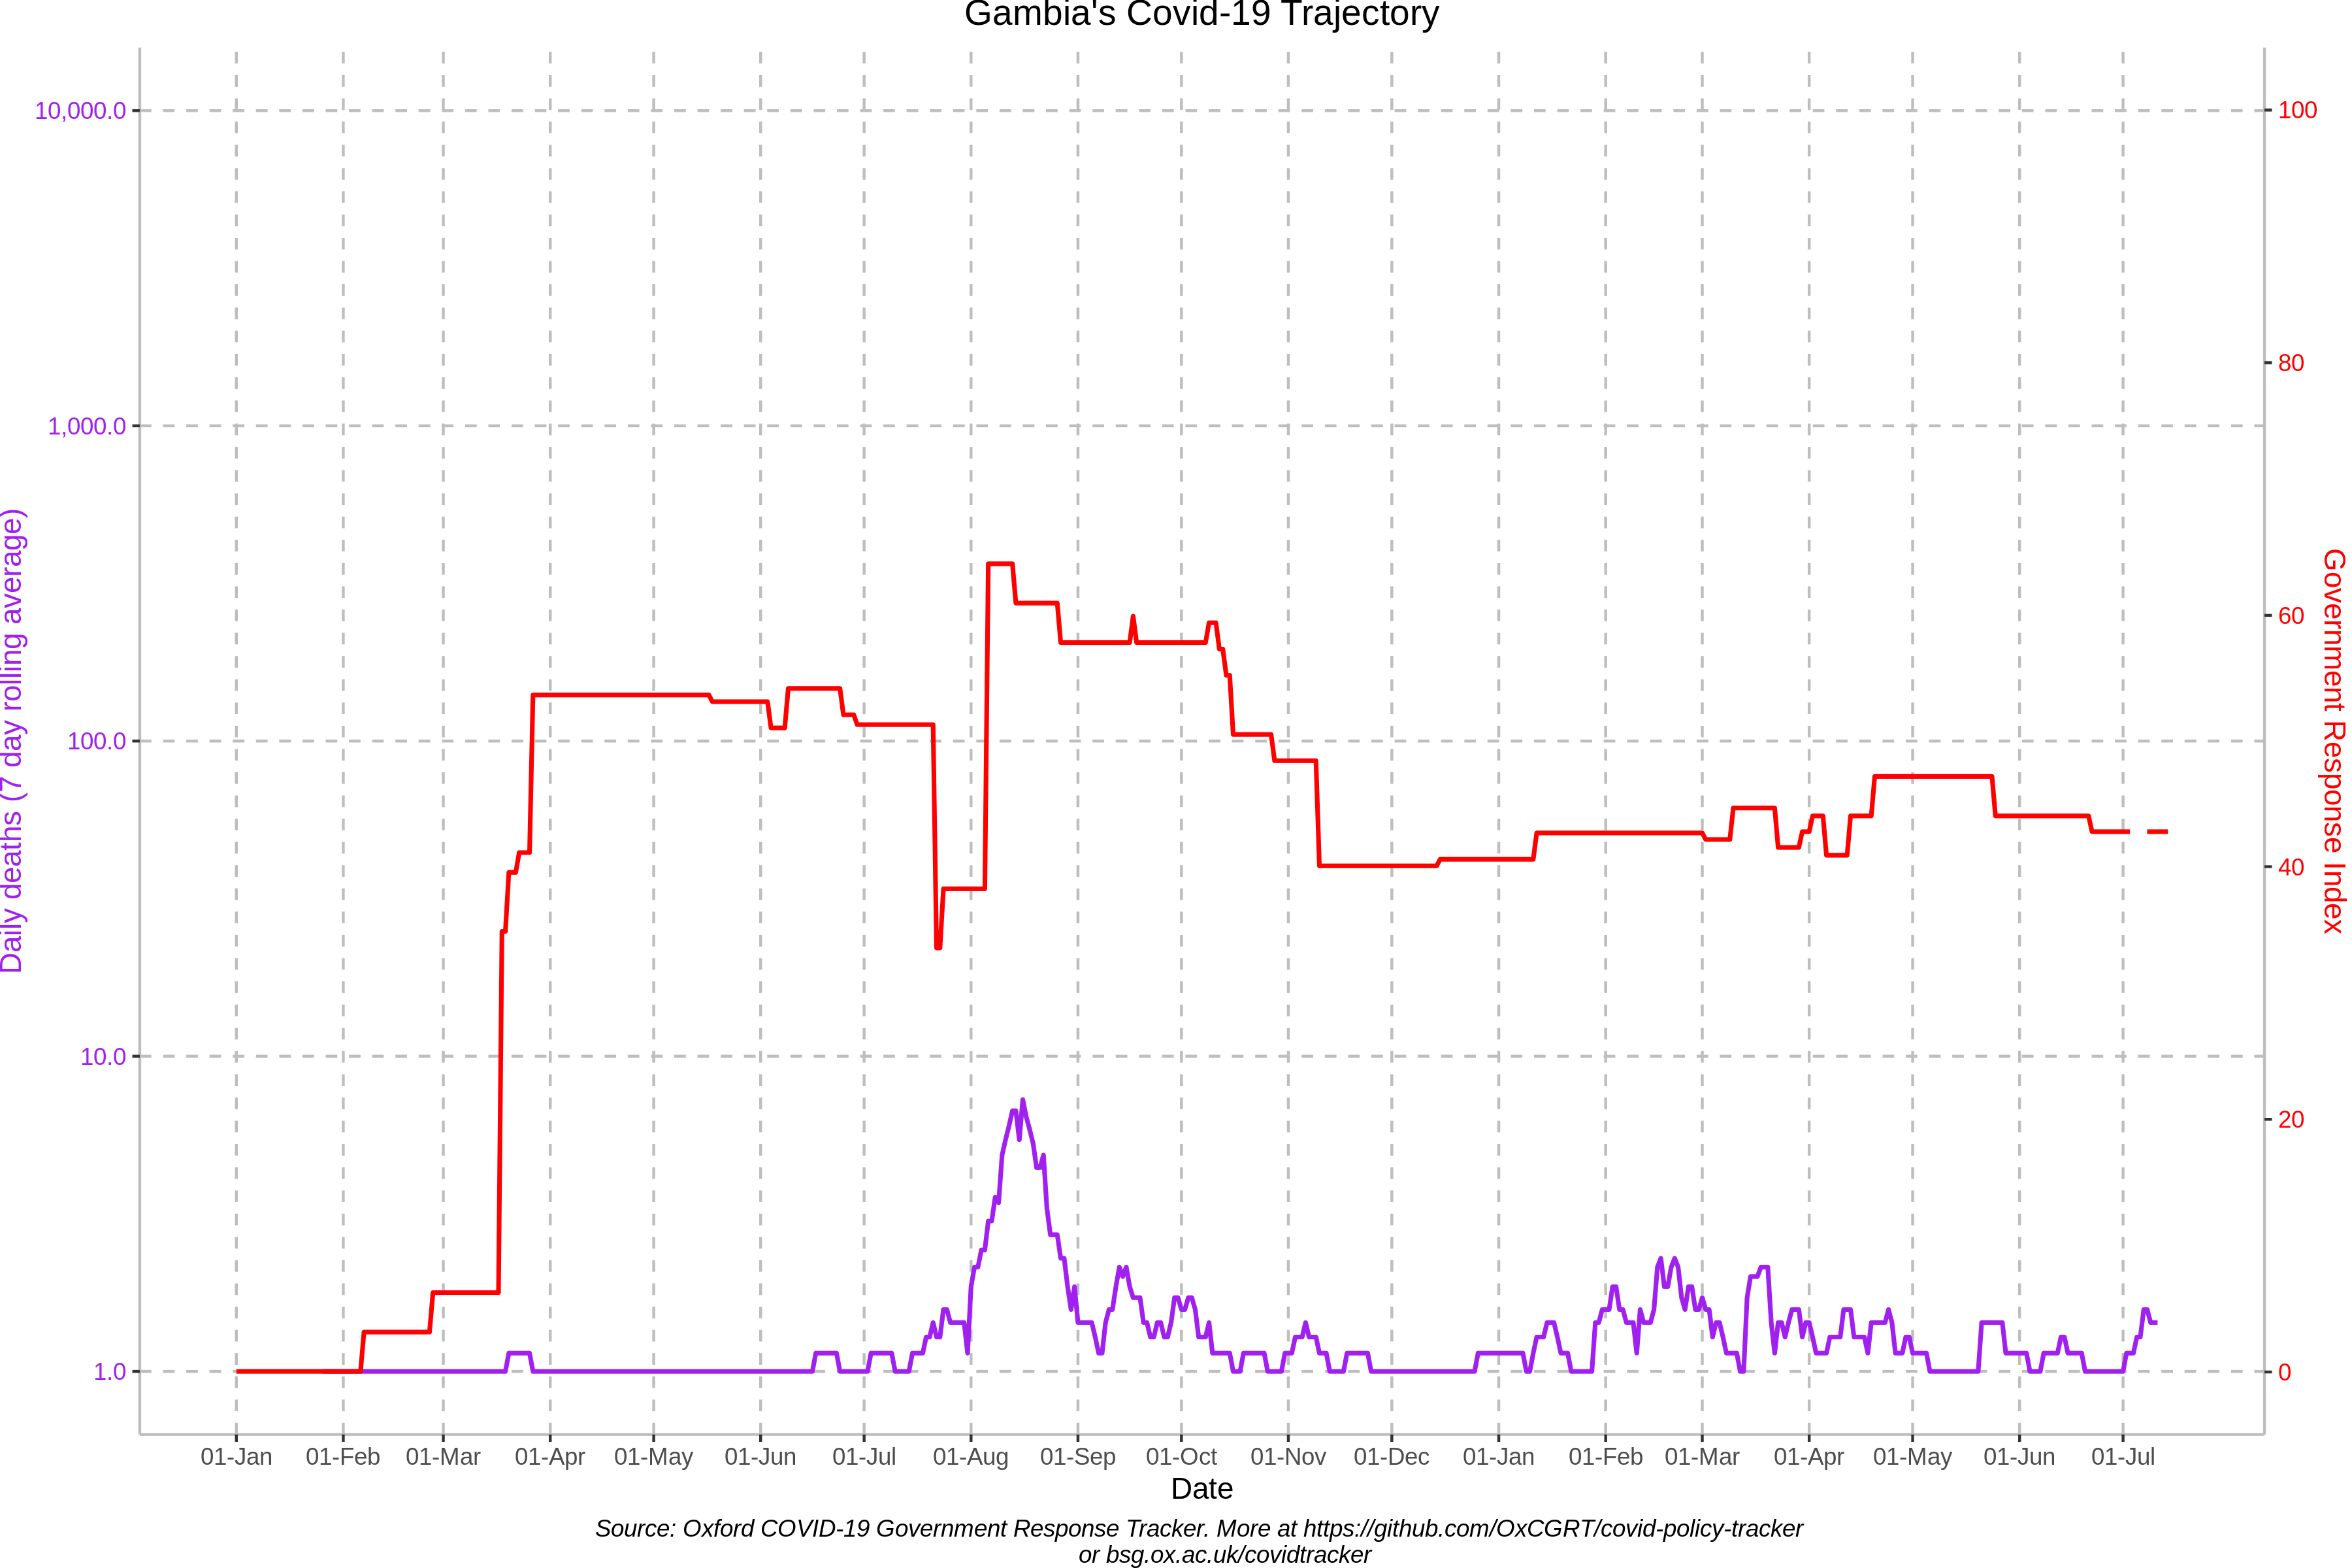 Gambia's Covid-19 Trajectory
Daily deaths (7 day rolling average)
10,000.0
1,000.0
100.0
10.0
1.0
100
80
60
40
20
0
Government Response Index
01-Jan 01-Feb 01-Mar 01-Apr 01-May 01-Jun 01-Jul 01-Aug 01-Sep 01-Oct 01-Nov 01-Dec 01-Jan 01-Feb 01-Mar 01-Apr 01-May 01-Jun 01-Jul
Date
Source: Oxford COVID-19 Government Response Tracker. More at https://github.com/OxCGRT/covid-policy-tracker
or bsg.ox.ac.uk/covidtracker